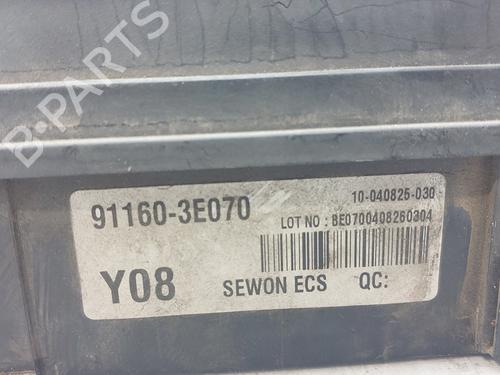 B-PARTS
10-040825-030
91160-3E070
LOT NO : BE0700408260304
Y08
SEWON ECS QC: